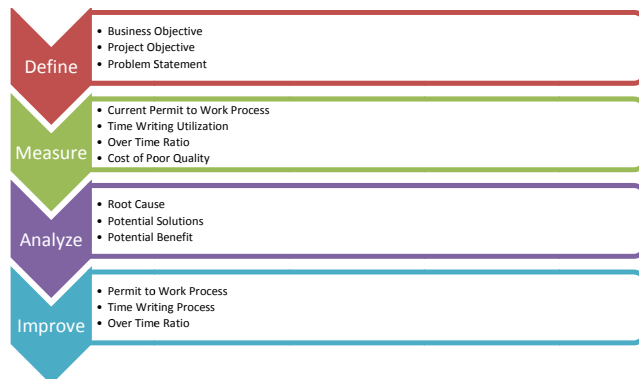 Define
• Business Objective
• Project Objective
• Problem Statement
Measure
• Current Permit to Work Process
• Time Writing Utilization
• Over Time Ratio
• Cost of Poor Quality
Analyze
• Root Cause
• Potential Solutions
• Potential Benefit
Improve
• Permit to Work Process
• Time Writing Process
• Over Time Ratio